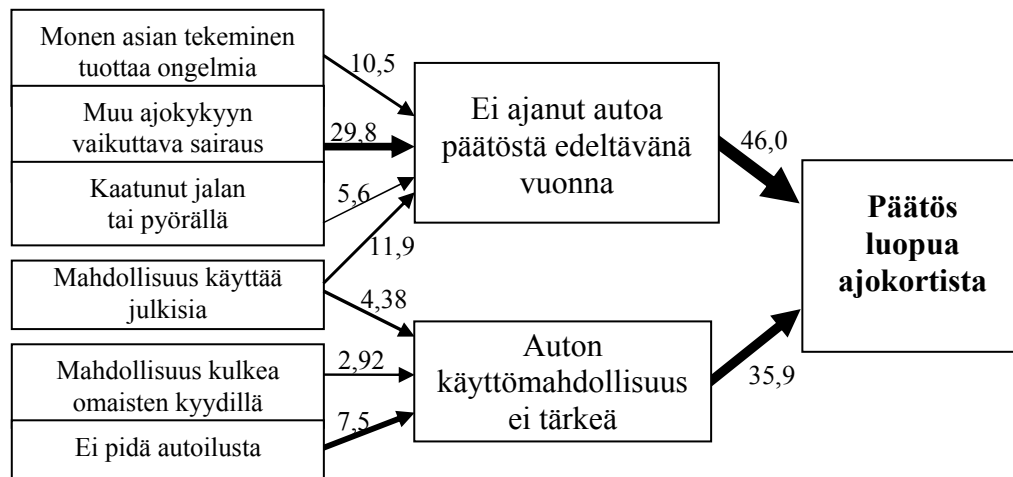 Monen asian tekeminen
tuottaa ongelmia
Muu ajokykyyn
vaikuttava sairaus
Kaatunut jalan
tai pyörällä
Mahdollisuus käyttää
julkisia
Mahdollisuus kulkea
omaisten kyydillä
Ei pidä autoilusta
10,5
29,8
5,6
11,9
4,38
2,92
7,5
Ei ajanut autoa
päätöstä edeltävänä
vuonna
Auton
käyttömahdollisuus
ei tärkeä
46,0
35,9
Päätös
luopua
ajokortista